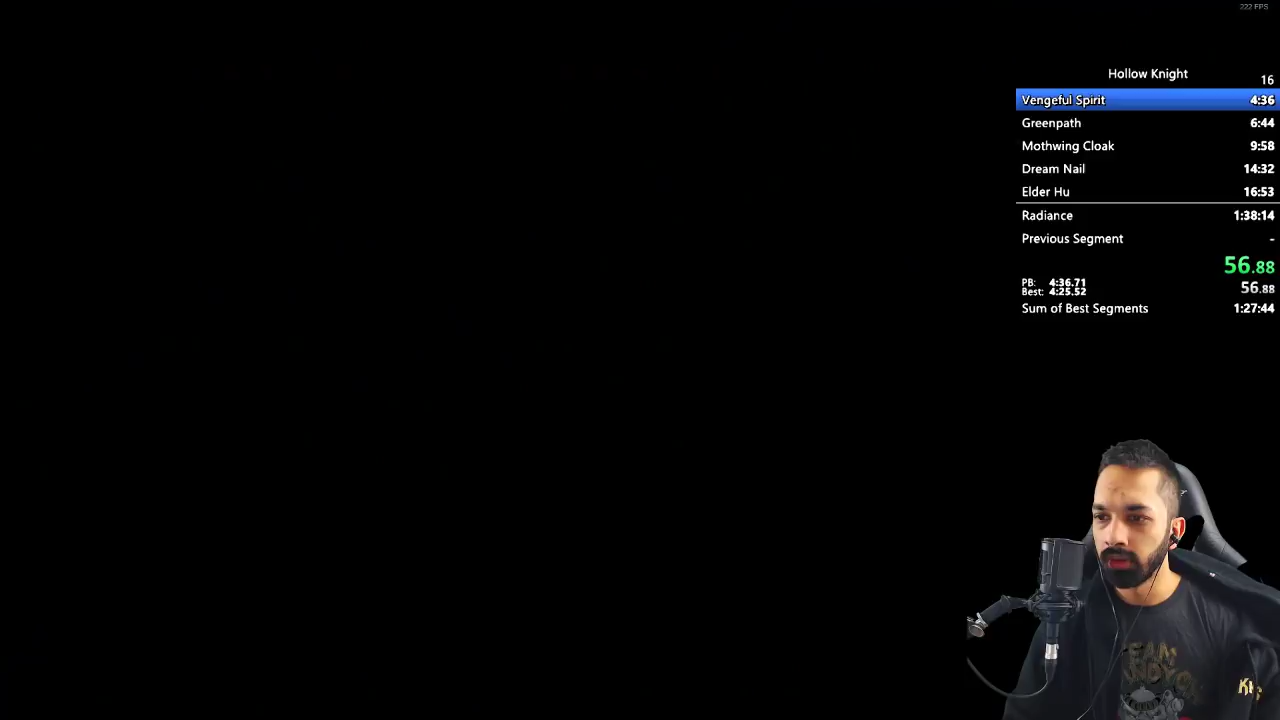 222 FPS
Hollow Knight
16
Vengeful Spirit 4:36
Greenpath 6:44
Mothwing Cloak 9:58
Dream Nail 14:32
Elder Hu 16:53
Radiance 1:38:14
Previous Segment -
56.88
PB: 4:36.71
56.88
Best: 4:25.52
Sum of Best Segments 1:27:44